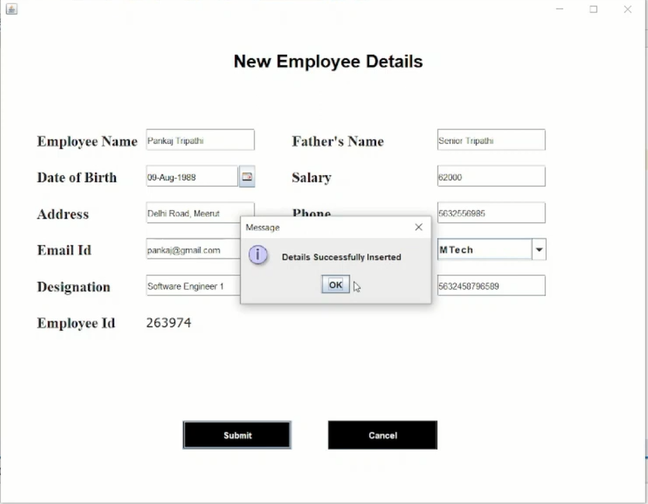 New Employee Details
Employee Name Pankaj Tripathi Father's Name Senior Tripathi
Date of Birth 09-Aug-1988 Salary 62000
Address Delhi Road, Meerut Phone 5632556985
Message
Email Id pankaj@gmail.com MTech
Details Successfully Inserted
OK
Designation Software Engineer 1 5632458796589
Employee Id 263974
Submit Cancel